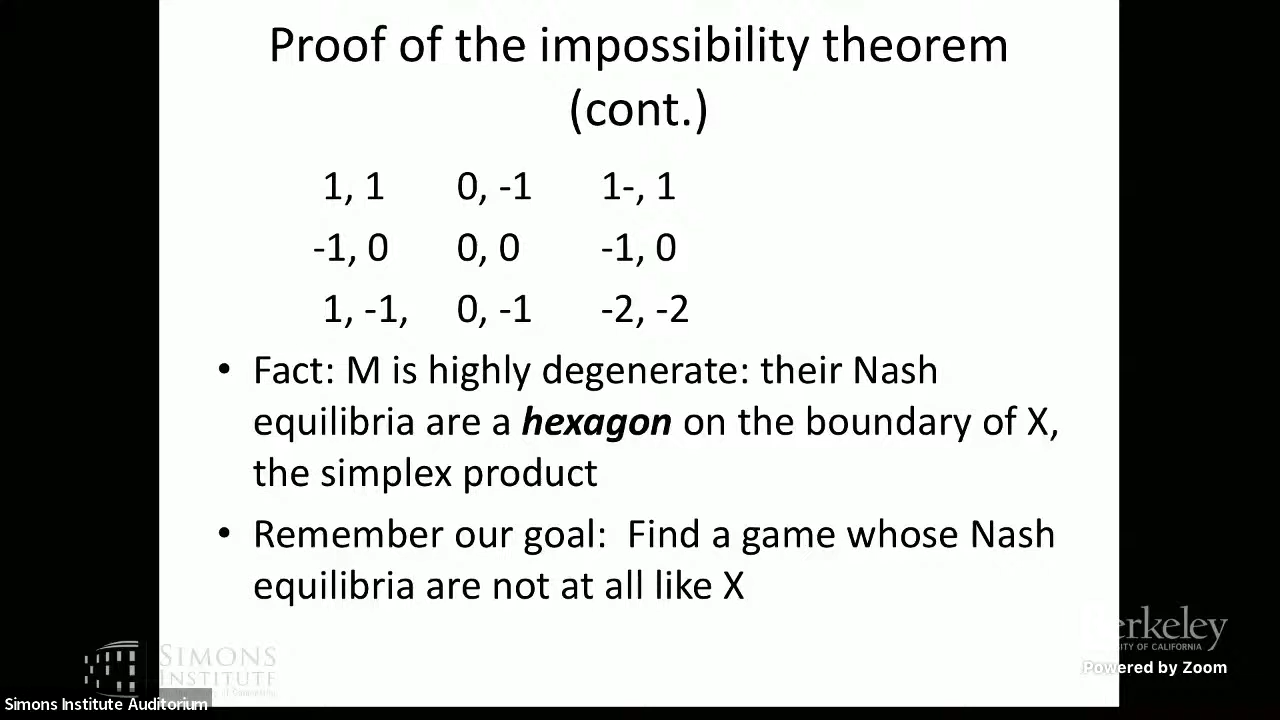 Proof of the impossibility theorem
(cont.)
1, 1 0, -1 1-, 1
-1, 0 0, 0 -1, 0
1, -1, 0, -1 -2, -2
• Fact: M is highly degenerate: their Nash
equilibria are a hexagon on the boundary of X,
the simplex product
• Remember our goal: Find a game whose Nash
equilibria are not at all like X
Berkeley
UNIVERSITY OF CALIFORNIA
Powered by Zoom
SIMONS
INSTITUTE
Simons Institute Auditorium